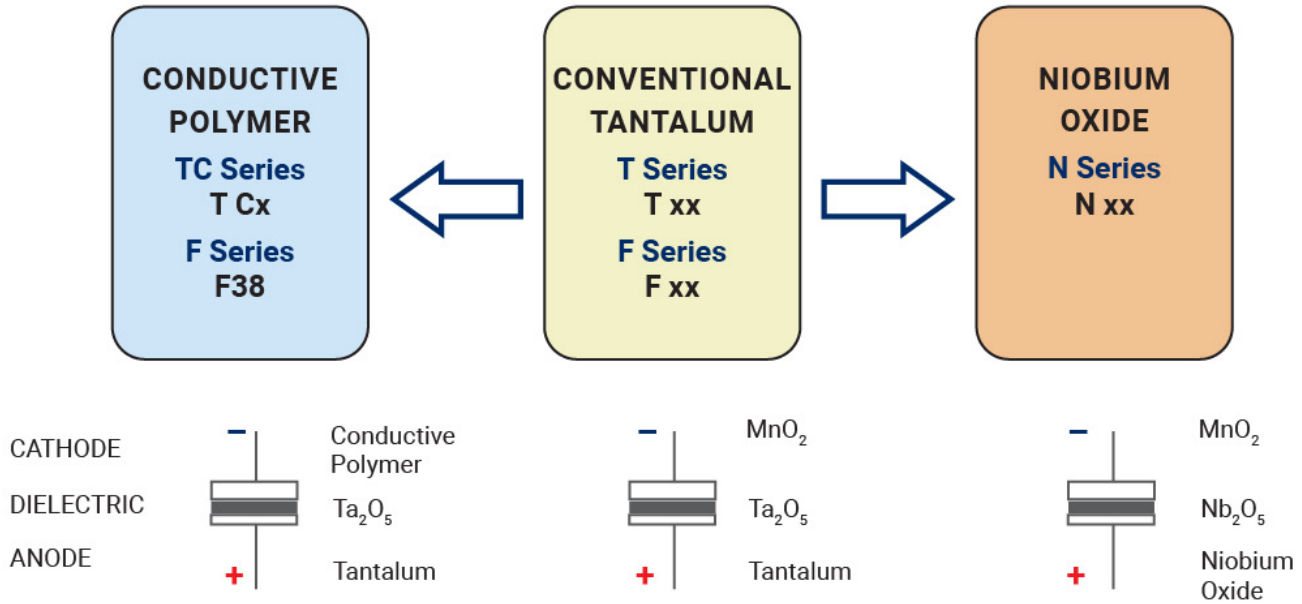 CONDUCTIVE
POLYMER
TC Series
T Cx
F Series
F38
CONVENTIONAL
TANTALUM
T Series
T xx
F Series
F xx
NIOBIUM
OXIDE
N Series
N xx
CATHODE
–
Conductive
Polymer
–
MnO₂
–
MnO₂
DIELECTRIC
Ta₂O₅
Ta₂O₅
Nb₂O₅
ANODE
+
Tantalum
+
Tantalum
+
Niobium
Oxide